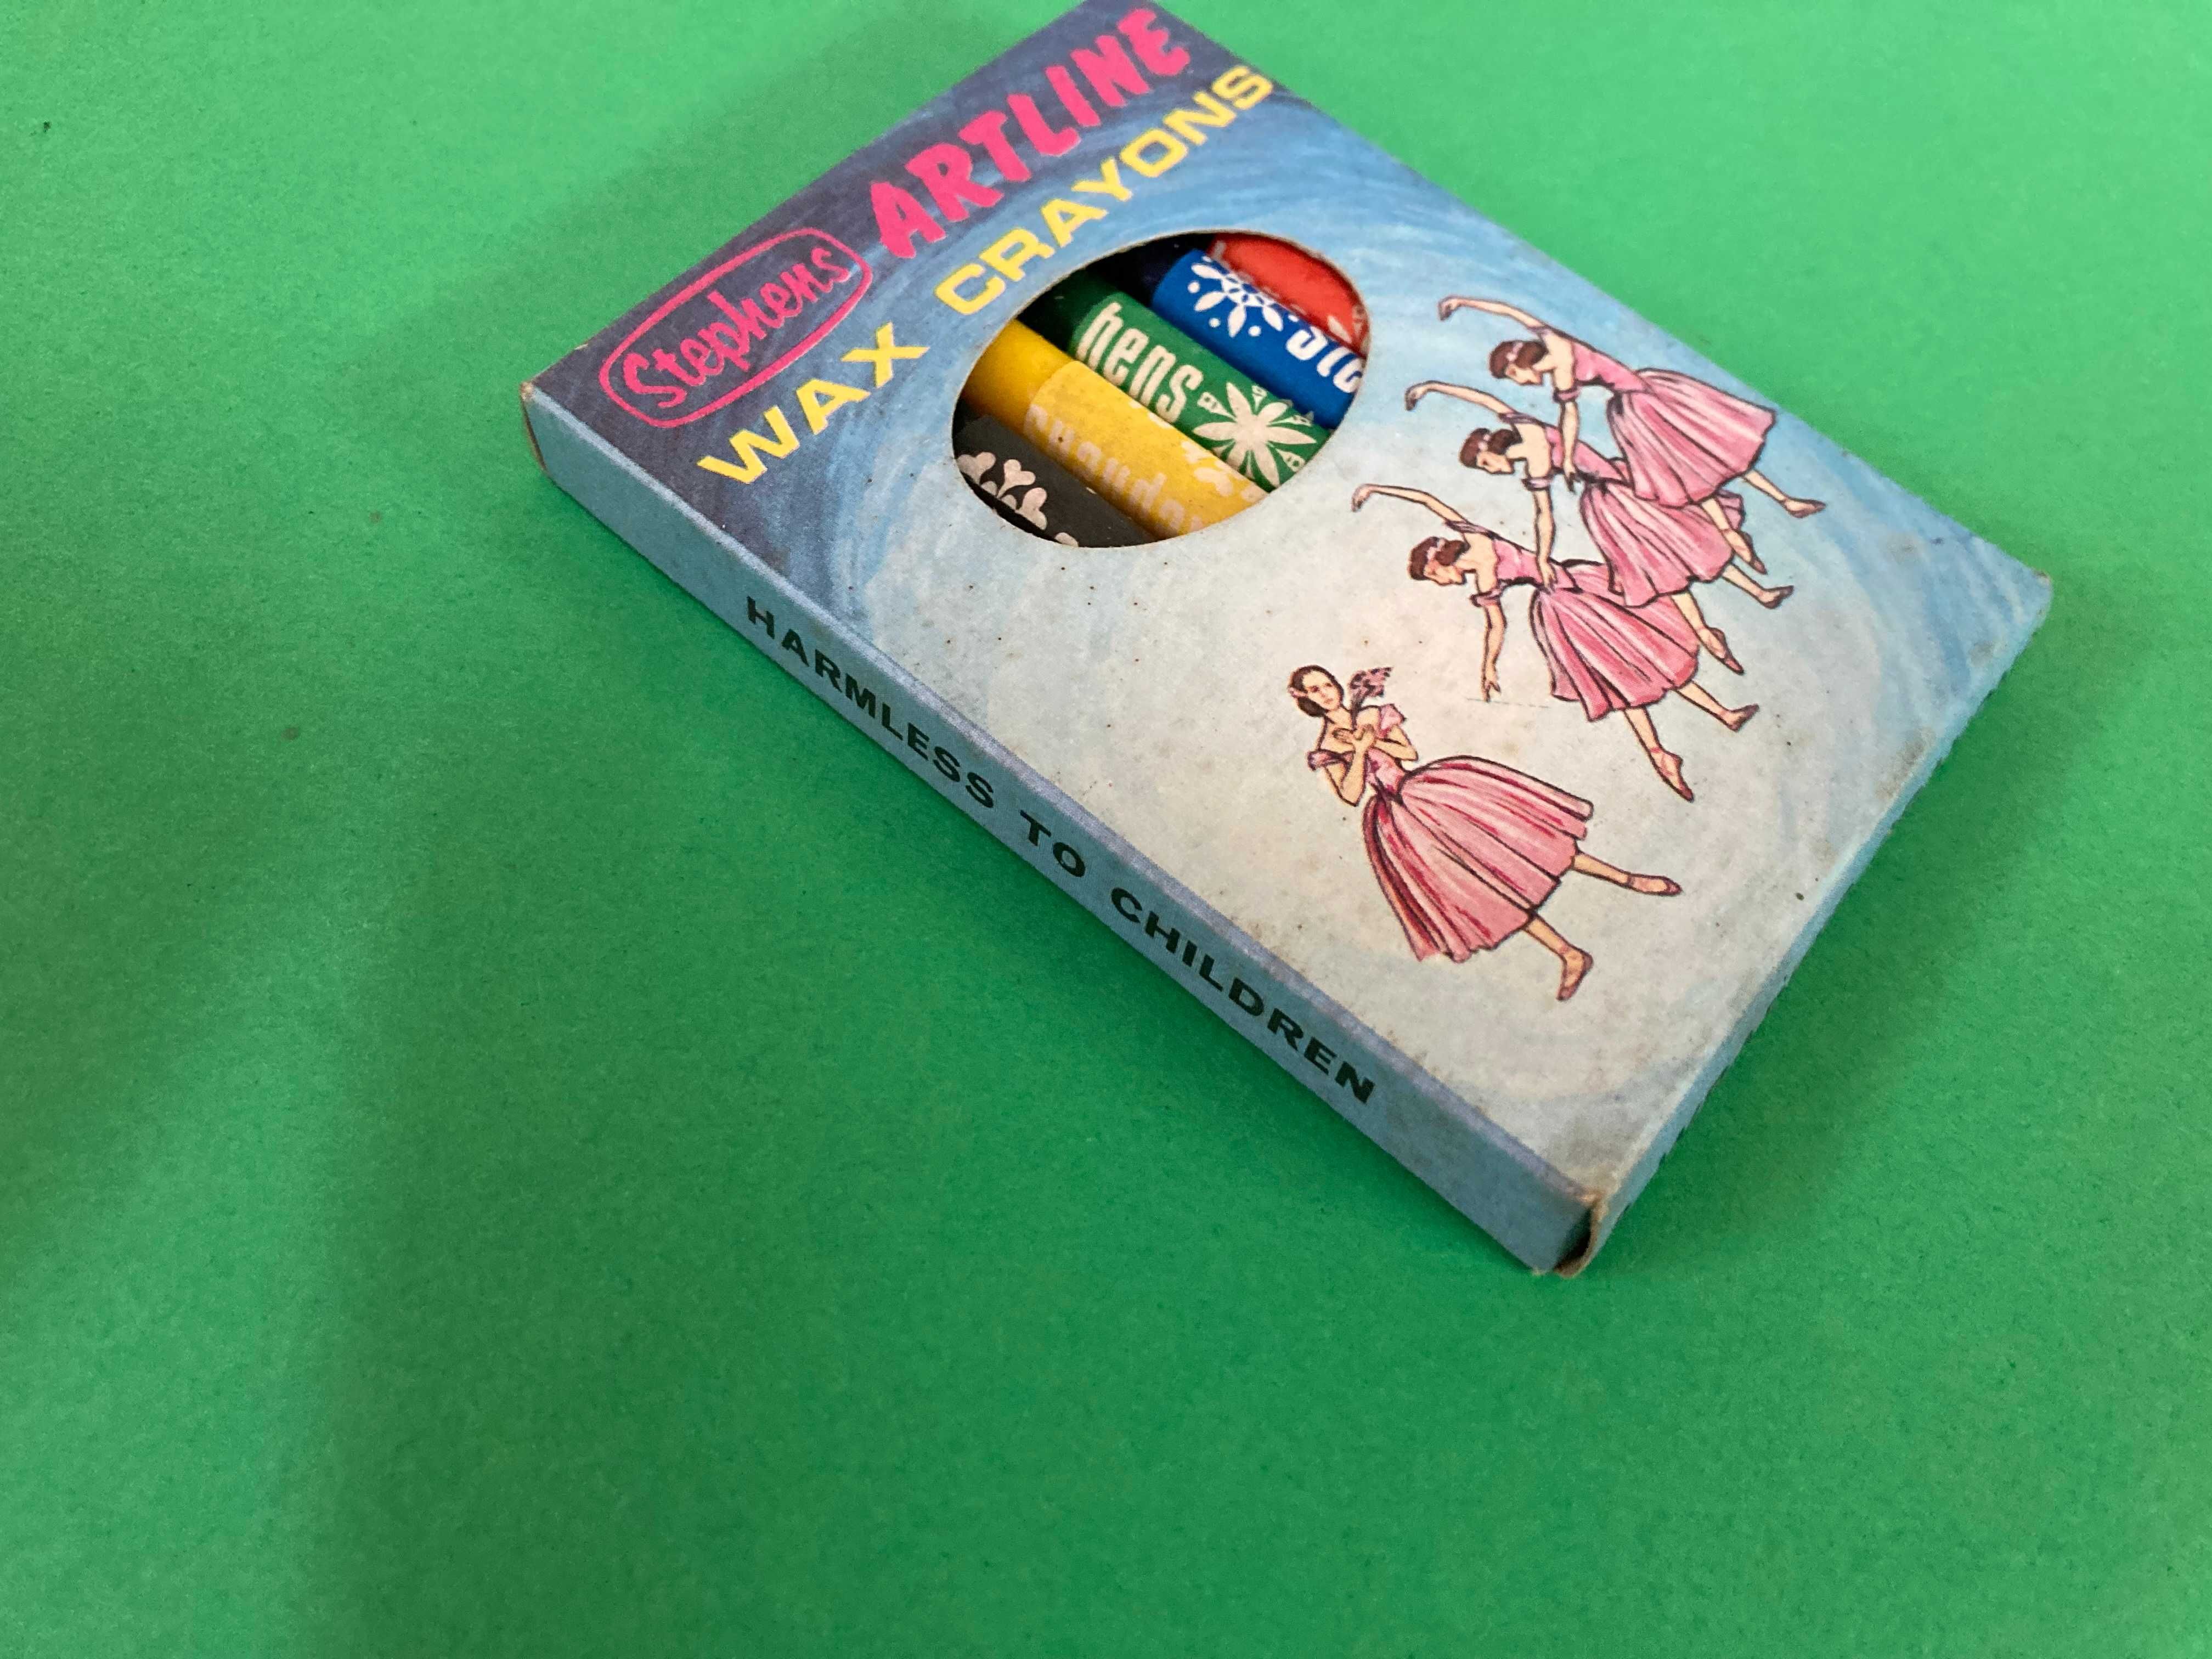 Stephens ARTLINE
WAX CRAYONS
hens
HARMLESS TO CHILDREN